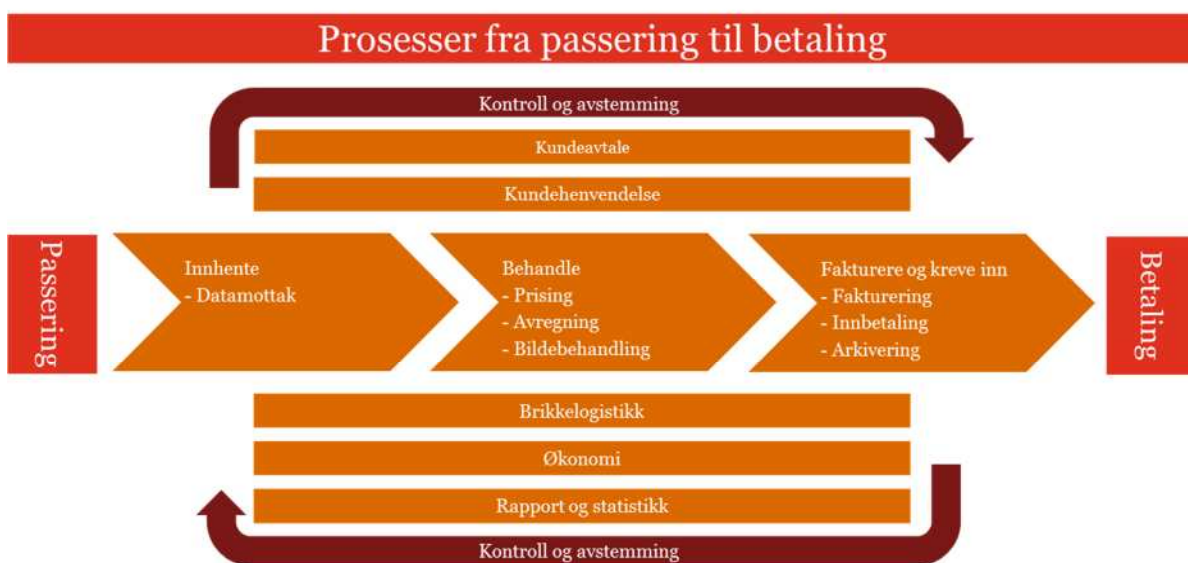 Prosesser fra passering til betaling
Kontroll og avstemming
Kundeavtale
Kundehenvendelse
Passering
Innhente
- Datamottak
Behandle
- Prising
- Avregning
- Bildebehandling
Fakturere og kreve inn
- Fakturering
- Innbetaling
- Arkivering
Betaling
Brikkelogistikk
Økonomi
Rapport og statistikk
Kontroll og avstemming